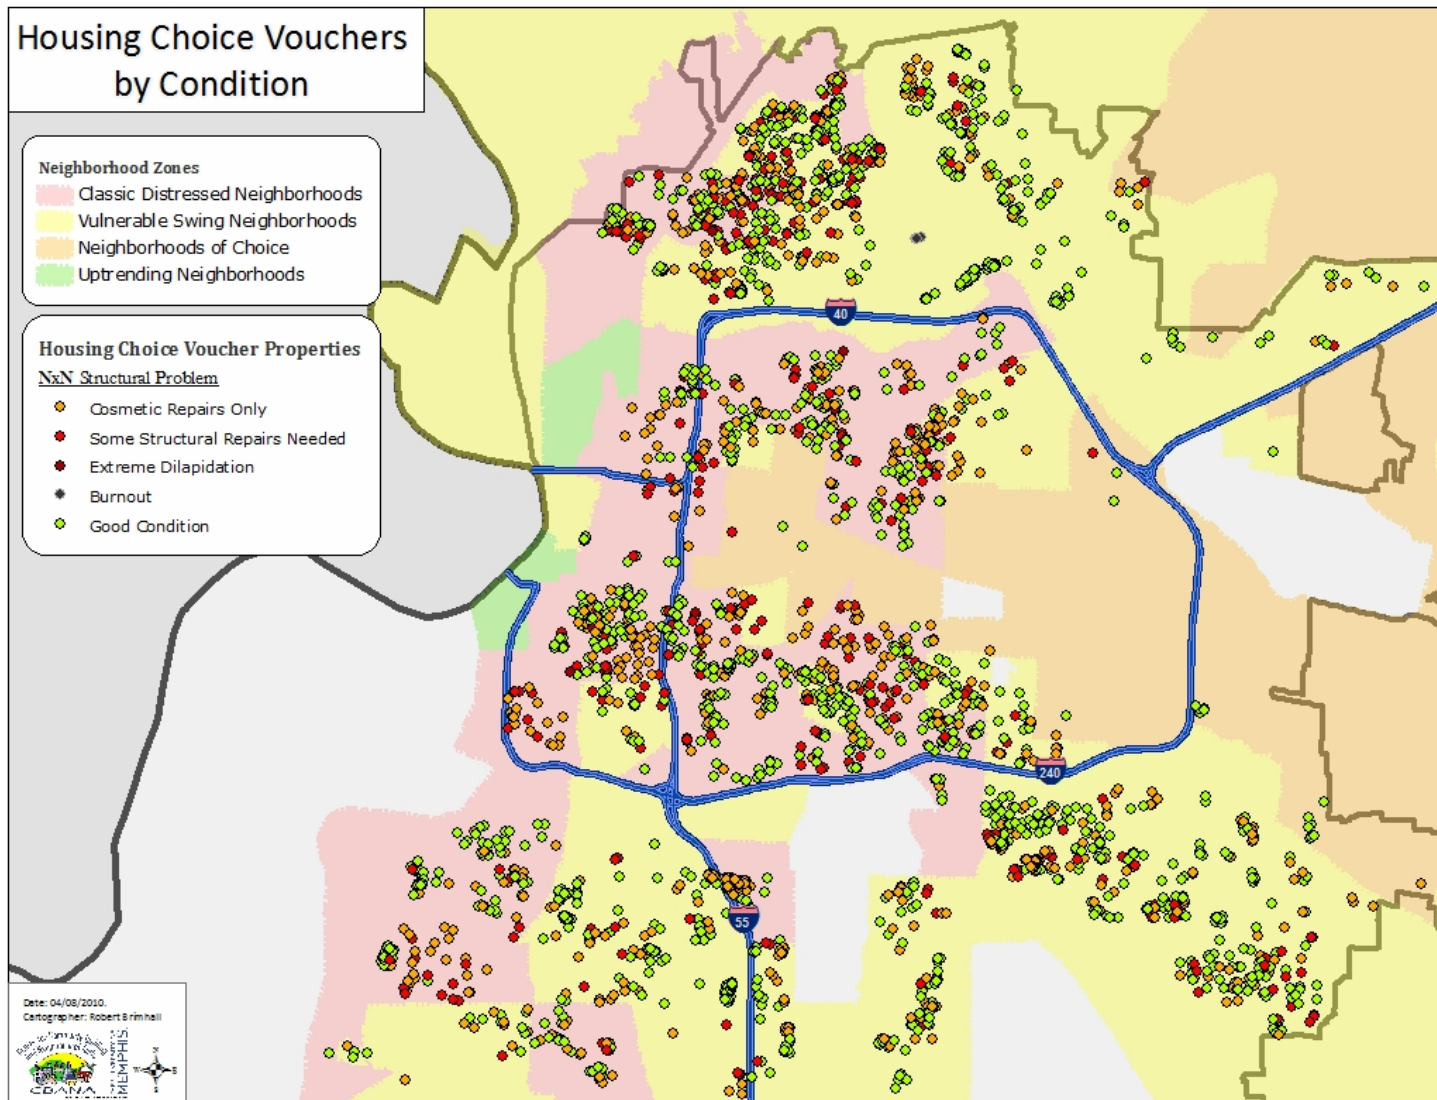 Housing Choice Vouchers
by Condition
Neighborhood Zones
Classic Distressed Neighborhoods
Vulnerable Swing Neighborhoods
Neighborhoods of Choice
Uptrending Neighborhoods
Housing Choice Voucher Properties
NxN Structural Problem
Cosmetic Repairs Only
Some Structural Repairs Needed
Extreme Dilapidation
Burnout
Good Condition
40
240
55
Date: 04/08/2010.
Cartographer: Robert Brimhall
N
W
E
S
CBANA
MEMPHIS